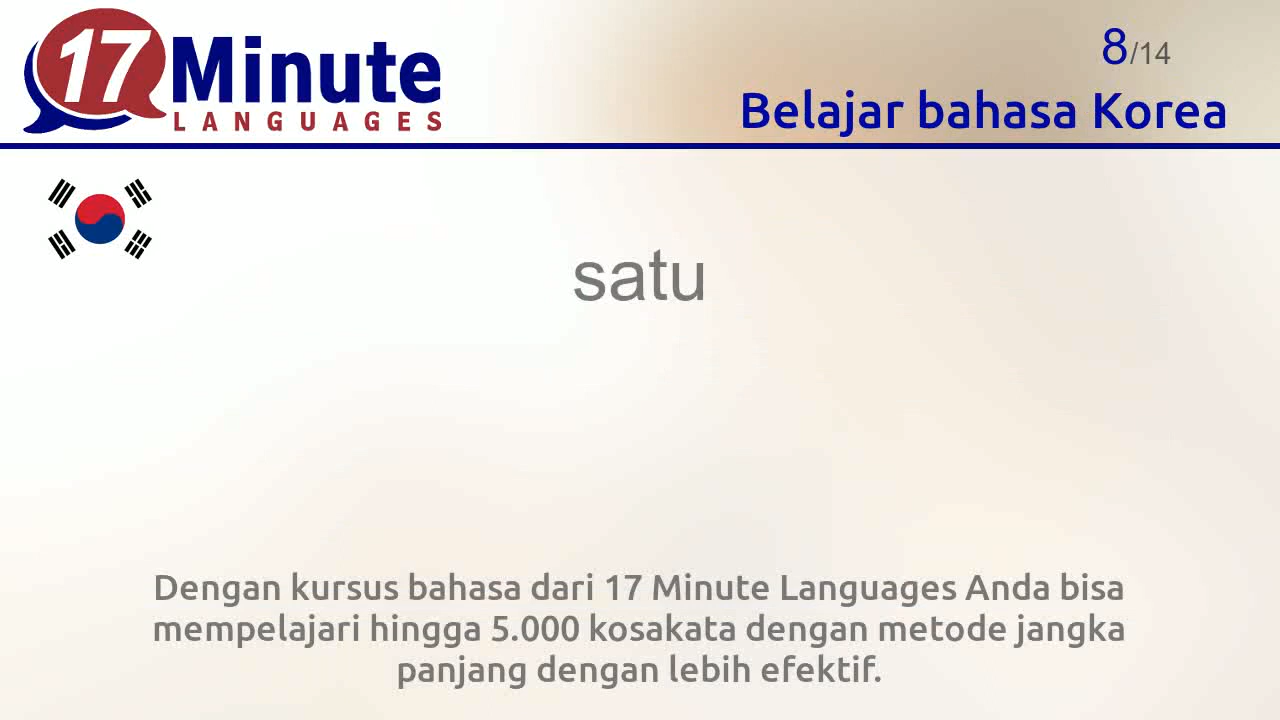 17 Minute
LANGUAGES
8/14
Belajar bahasa Korea
satu
Dengan kursus bahasa dari 17 Minute Languages Anda bisa
mempelajari hingga 5.000 kosakata dengan metode jangka
panjang dengan lebih efektif.